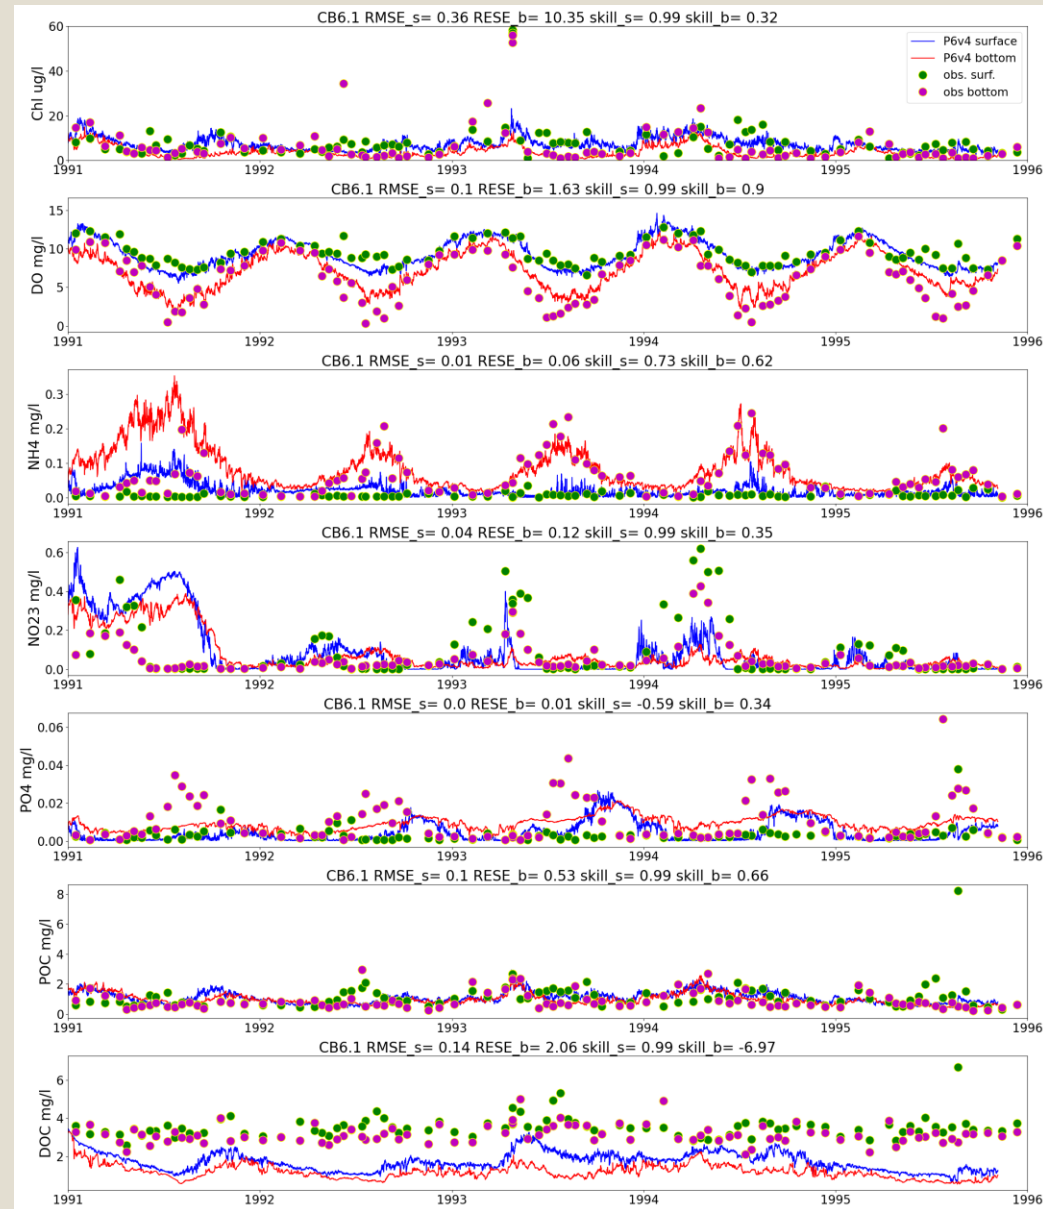 CB6.1 RMSE_s= 0.36 RESE_b= 10.35 skill_s= 0.99 skill_b= 0.32
Chl ug/l
60
40
20
0
P6v4 surface
P6v4 bottom
obs. surf.
obs bottom
1991 1992 1993 1994 1995 1996
CB6.1 RMSE_s= 0.1 RESE_b= 1.63 skill_s= 0.99 skill_b= 0.9
DO mg/l
15
10
5
0
1991 1992 1993 1994 1995 1996
CB6.1 RMSE_s= 0.01 RESE_b= 0.06 skill_s= 0.73 skill_b= 0.62
NH4 mg/l
0.3
0.2
0.1
0.0
1991 1992 1993 1994 1995 1996
CB6.1 RMSE_s= 0.04 RESE_b= 0.12 skill_s= 0.99 skill_b= 0.35
NO23 mg/l
0.6
0.4
0.2
0.0
1991 1992 1993 1994 1995 1996
CB6.1 RMSE_s= 0.0 RESE_b= 0.01 skill_s= -0.59 skill_b= 0.34
PO4 mg/l
0.06
0.04
0.02
0.00
1991 1992 1993 1994 1995 1996
CB6.1 RMSE_s= 0.1 RESE_b= 0.53 skill_s= 0.99 skill_b= 0.66
POC mg/l
8
6
4
2
0
1991 1992 1993 1994 1995 1996
CB6.1 RMSE_s= 0.14 RESE_b= 2.06 skill_s= 0.99 skill_b= -6.97
DOC mg/l
6
4
2
1991 1992 1993 1994 1995 1996